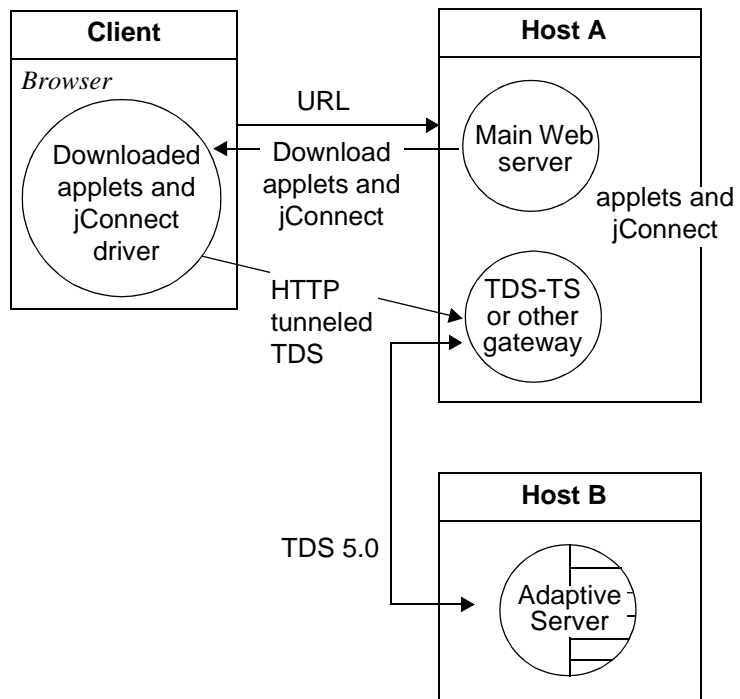 Client
Browser
Downloaded
applets and
jConnect
driver
URL
Download
applets and
jConnect
HTTP
tunneled
TDS
Host A
Main Web
server
applets and
jConnect
TDS-TS
or other
gateway
TDS 5.0
Host B
Adaptive
Server